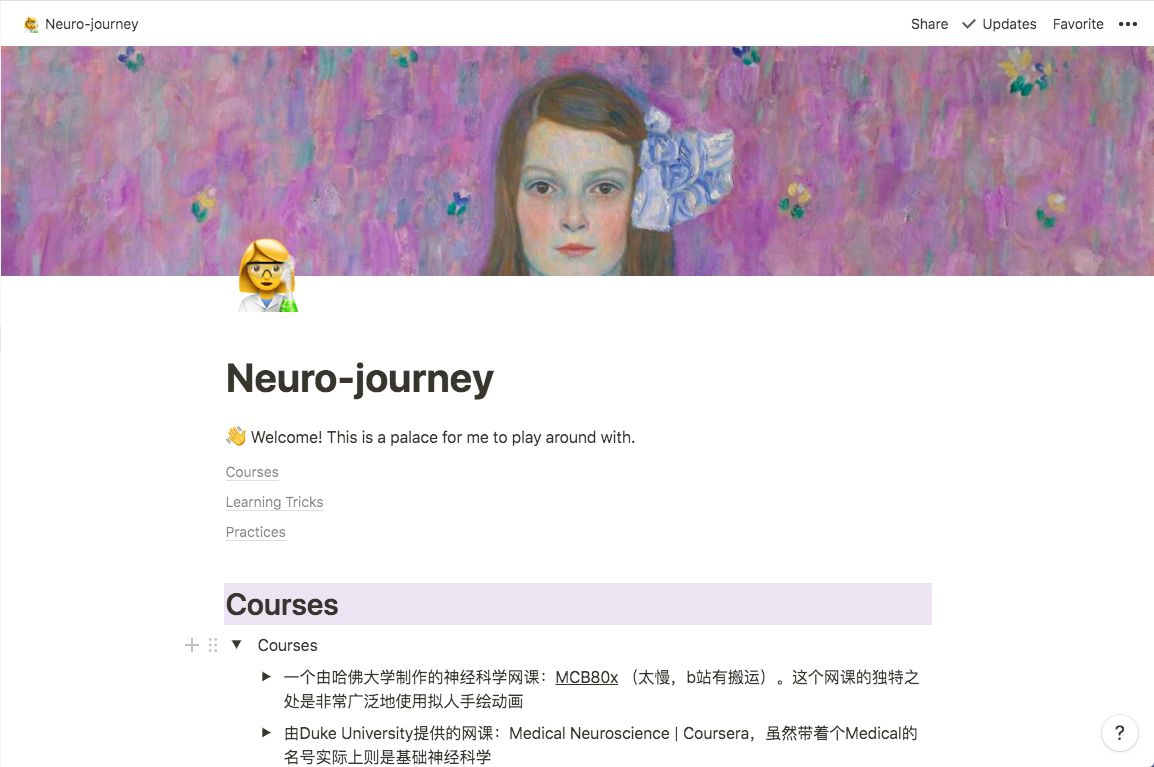 Neuro-journey
Share
Updates
Favorite
Neuro-journey
👋 Welcome! This is a palace for me to play around with.
Courses
Learning Tricks
Practices
Courses
Courses
一个由哈佛大学制作的神经科学网课：MCB80x （太慢，b站有搬运）。这个网课的独特之
处是非常广泛地使用拟人手绘动画
由Duke University提供的网课：Medical Neuroscience | Coursera，虽然带着个Medical的
名号实际上则是基础神经科学
?